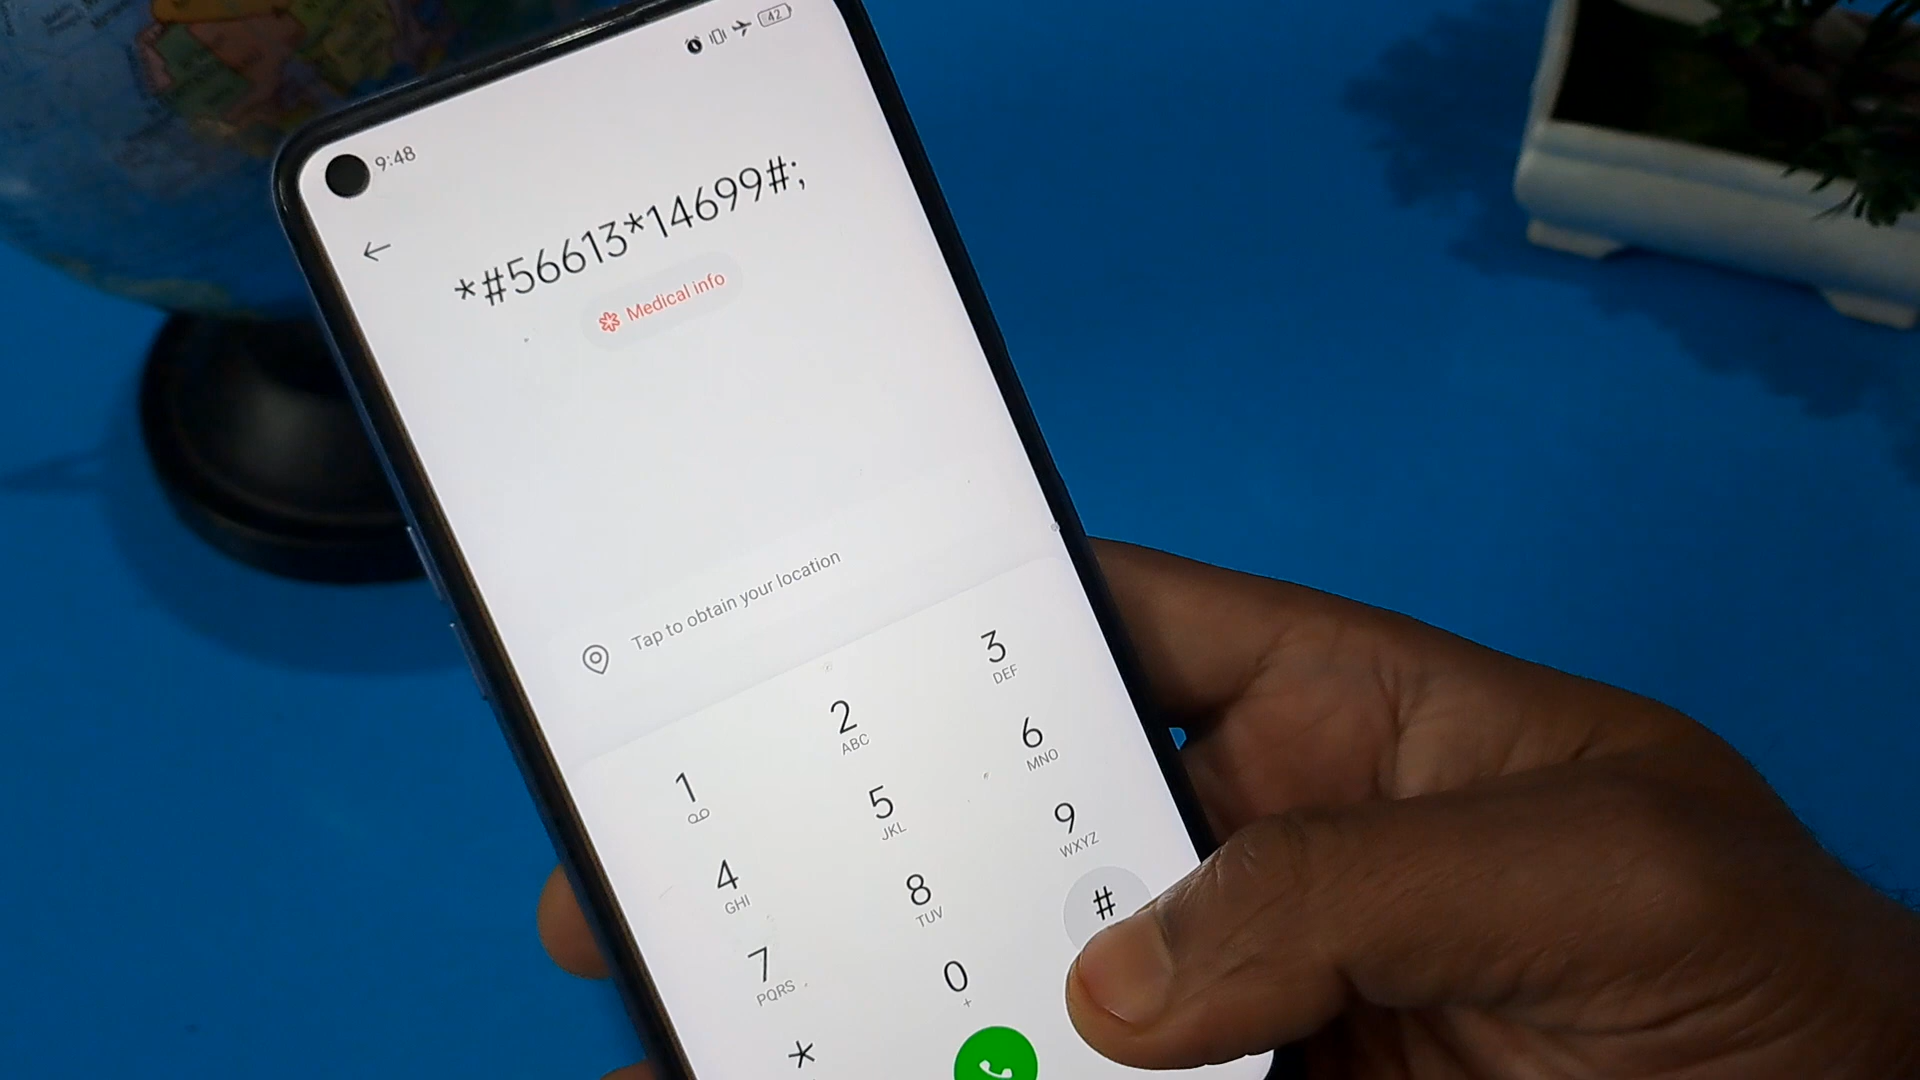 42
9:48
*#56613*14699#;
Medical info
Tap to obtain your location
1
2
ABC
3
DEF
4
GHI
5
JKL
6
MNO
7
PQRS
8
TUV
9
WXYZ
*
0
+
#